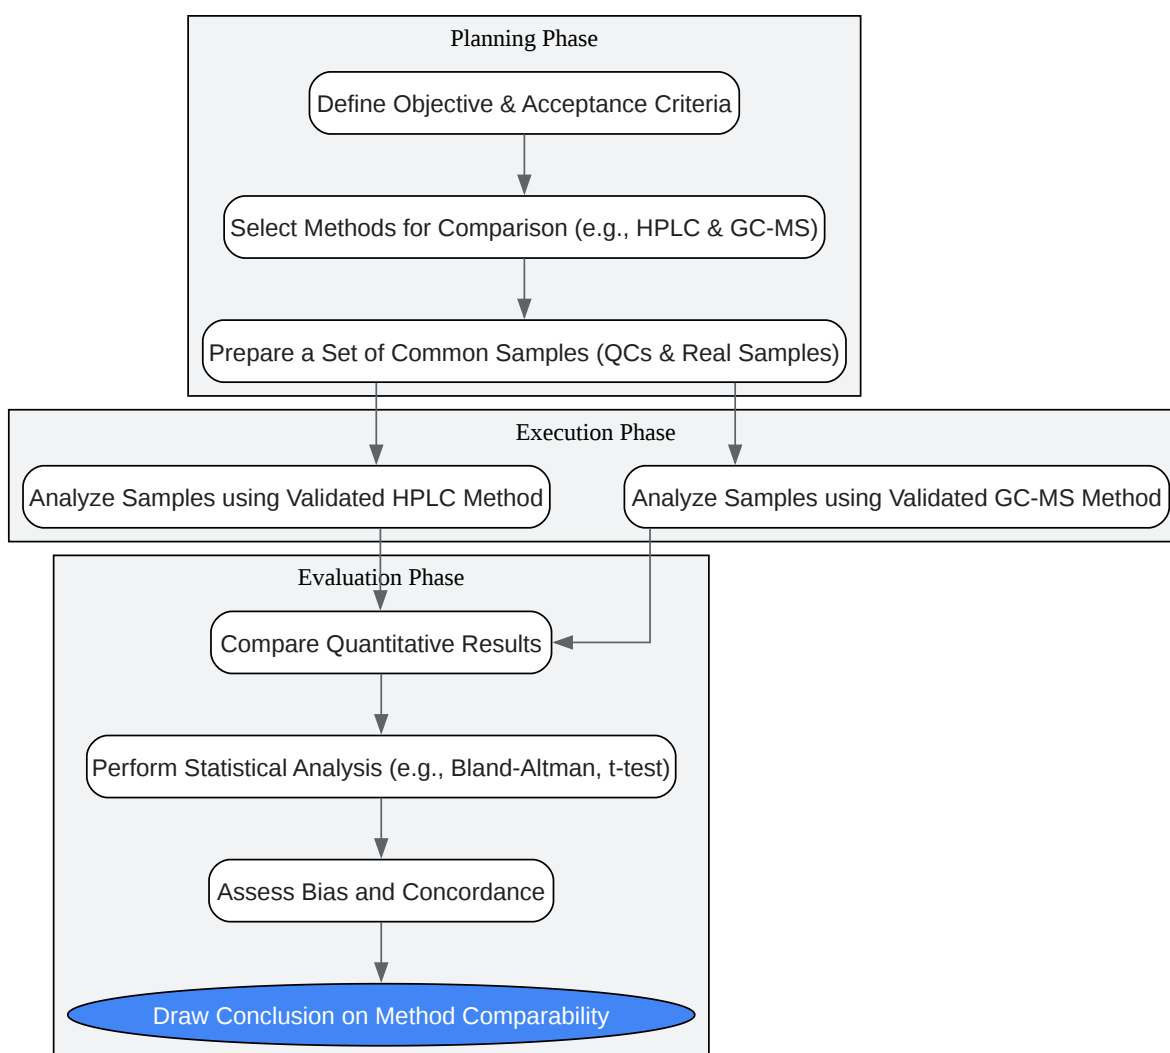 Planning Phase
Define Objective & Acceptance Criteria
Select Methods for Comparison (e.g., HPLC & GC-MS)
Prepare a Set of Common Samples (QCs & Real Samples)
Execution Phase
Analyze Samples using Validated HPLC Method
Analyze Samples using Validated GC-MS Method
Evaluation Phase
Compare Quantitative Results
Perform Statistical Analysis (e.g., Bland-Altman, t-test)
Assess Bias and Concordance
Draw Conclusion on Method Comparability